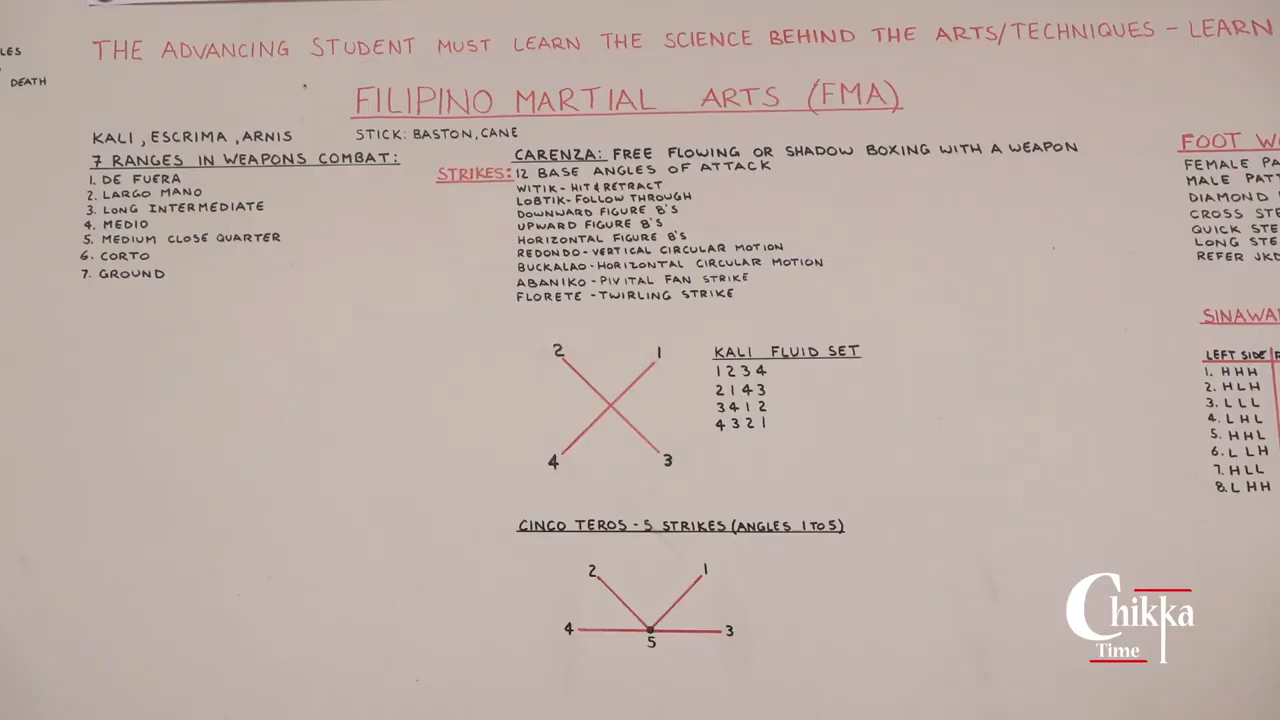 LES
DEATH
THE ADVANCING STUDENT MUST LEARN THE SCIENCE BEHIND THE ARTS/TECHNIQUES - LEARN
FILIPINO MARTIAL ARTS (FMA)
KALI, ESCRIMA, ARNIS
STICK: BASTON, CANE
7 RANGES IN WEAPONS COMBAT:
1. DE FUERA
2. LARGO MANO
3. LONG INTERMEDIATE
4. MEDIO
5. MEDIUM CLOSE QUARTER
6. CORTO
7. GROUND
CARENZA: FREE FLOWING OR SHADOW BOXING WITH A WEAPON
STRIKES: 12 BASE ANGLES OF ATTACK
WITIK - HIT & RETRACT
LOBTIK - FOLLOW THROUGH
DOWNWARD FIGURE 8'S
UPWARD FIGURE 8'S
HORIZONTAL FIGURE 8'S
REDONDO - VERTICAL CIRCULAR MOTION
BUCKALAO - HORIZONTAL CIRCULAR MOTION
ABANIKO - PIVITAL FAN STRIKE
FLORETE - TWIRLING STRIKE
2 1
4 3
KALI FLUID SET
1 2 3 4
2 1 4 3
3 4 1 2
4 3 2 1
CINCO TEROS - 5 STRIKES (ANGLES 1 TO 5)
2 1
4 3
5
FOOT W
FEMALE PA
MALE PATT
DIAMOND
CROSS STE
QUICK STE
LONG STE
REFER JKD
SINAWA
LEFT SIDE
1. H H H
2. H L H
3. L L L
4. L H L
5. H H L
6. L L H
7. H L L
8. L H H
Chikka
Time